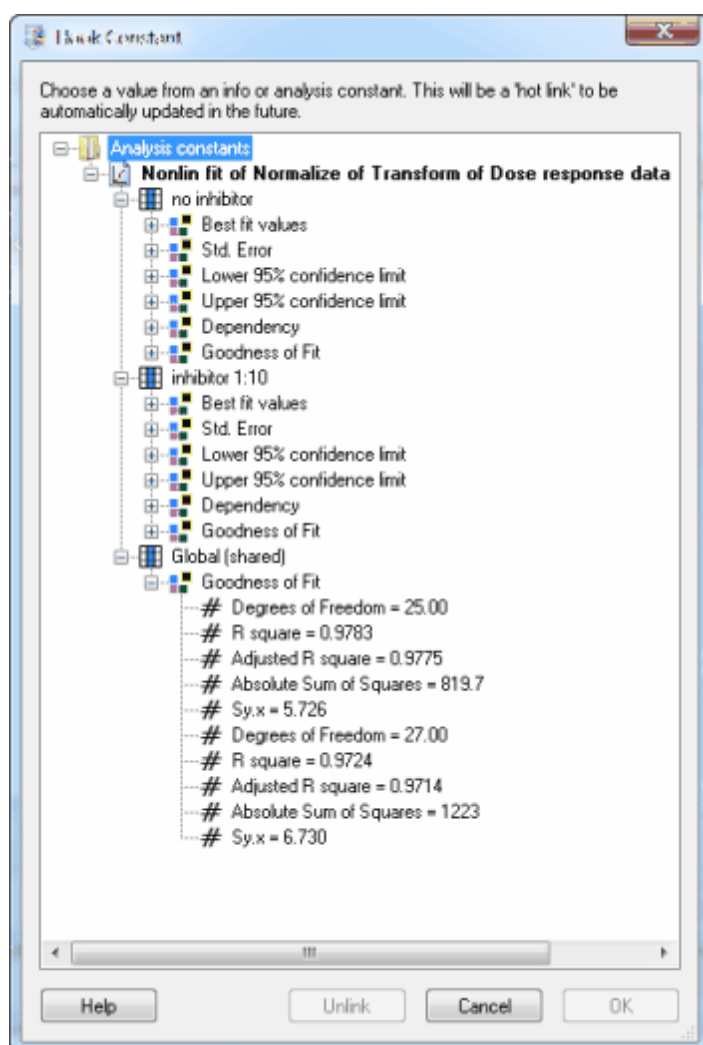 Hook Constant
Choose a value from an info or analysis constant. This will be a 'hot link' to be
automatically updated in the future.
Analysis constants
Nonlin fit of Normalize of Transform of Dose response data
no inhibitor
Best fit values
Std. Error
Lower 95% confidence limit
Upper 95% confidence limit
Dependency
Goodness of Fit
inhibitor 1:10
Best fit values
Std. Error
Lower 95% confidence limit
Upper 95% confidence limit
Dependency
Goodness of Fit
Global (shared)
Goodness of Fit
# Degrees of Freedom = 25.00
# R square = 0.9783
# Adjusted R square = 0.9775
# Absolute Sum of Squares = 819.7
# Sy.x = 5.726
# Degrees of Freedom = 27.00
# R square = 0.9724
# Adjusted R square = 0.9714
# Absolute Sum of Squares = 1223
# Sy.x = 6.730
Help Unlink Cancel OK